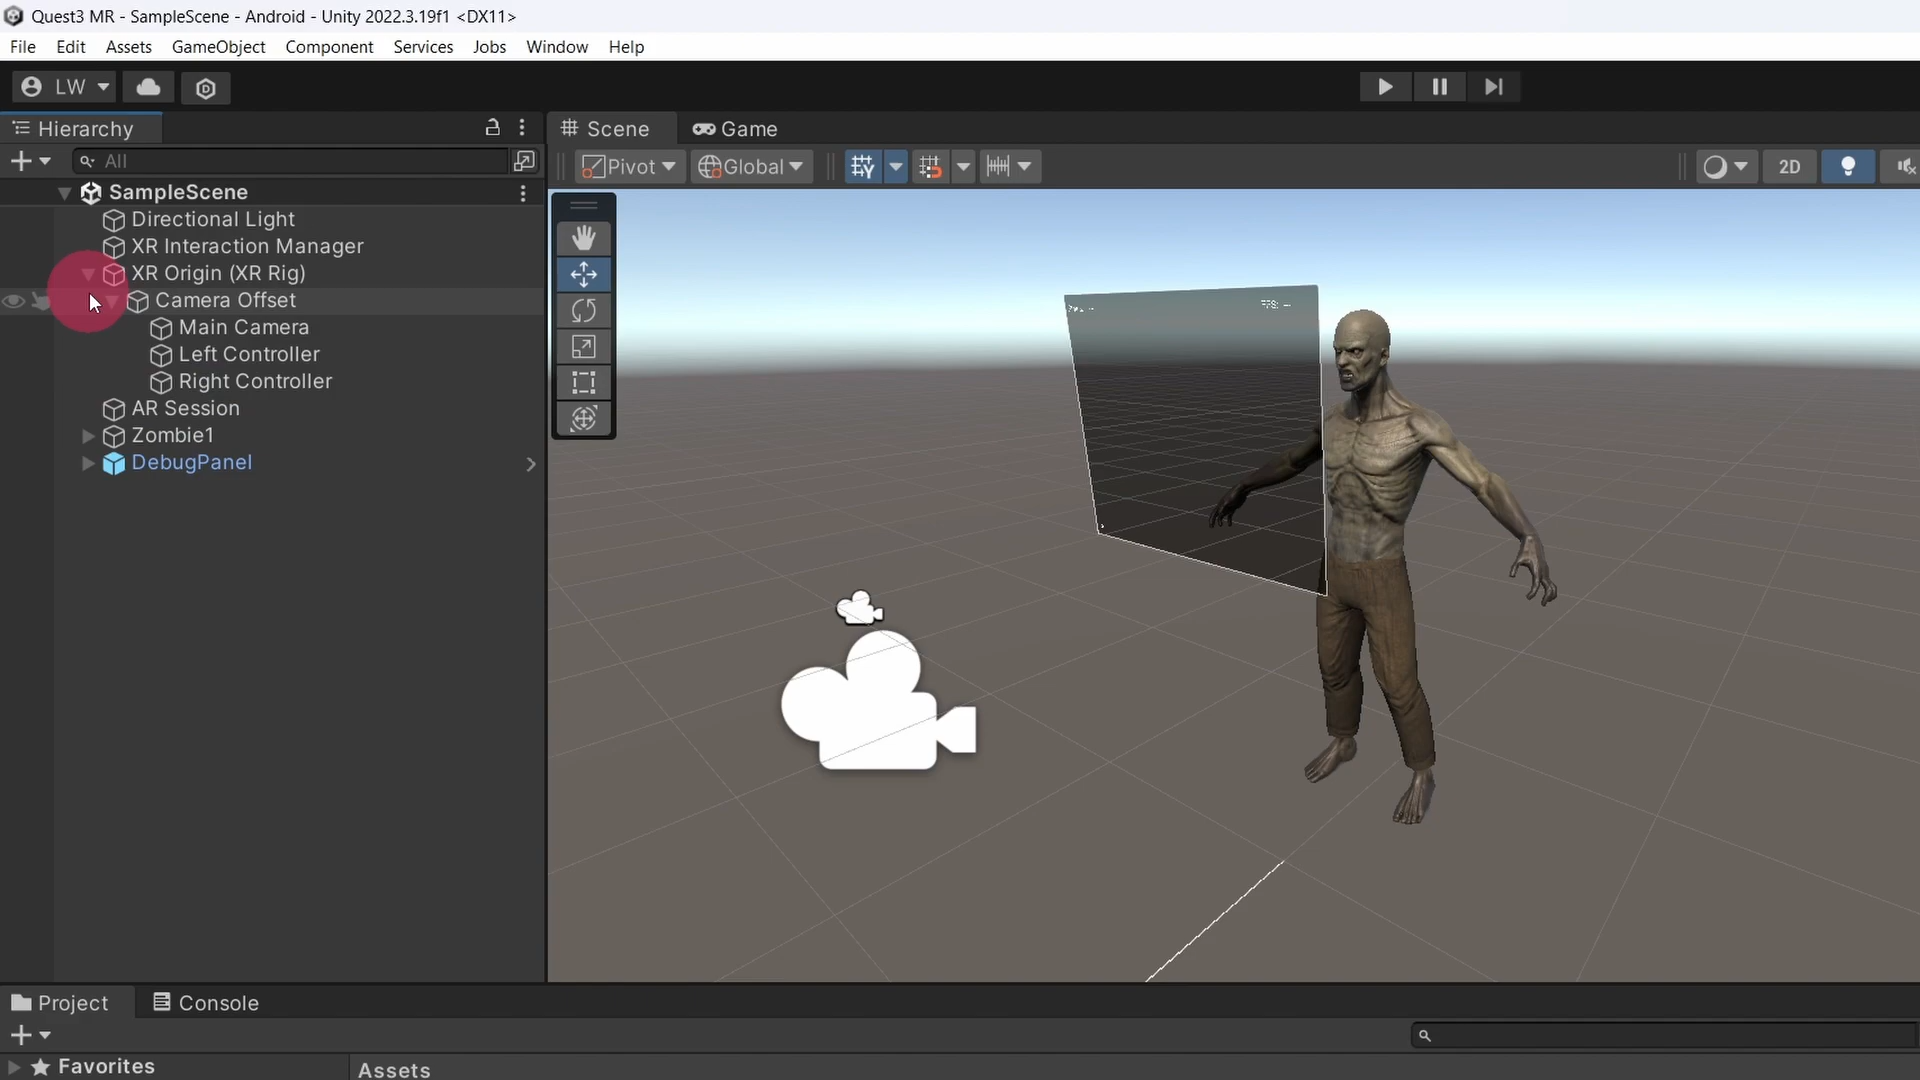 Quest3 MR - SampleScene - Android - Unity 2022.3.19f1 <DX11>
File Edit Assets GameObject Component Services Jobs Window Help
LW
Hierarchy
Scene Game
All
Pivot Global 2D
SampleScene
Directional Light
XR Interaction Manager
XR Origin (XR Rig)
Camera Offset
Main Camera
Left Controller
Right Controller
AR Session
Zombie1
DebugPanel
FPS: --
Project Console
Favorites
Assets